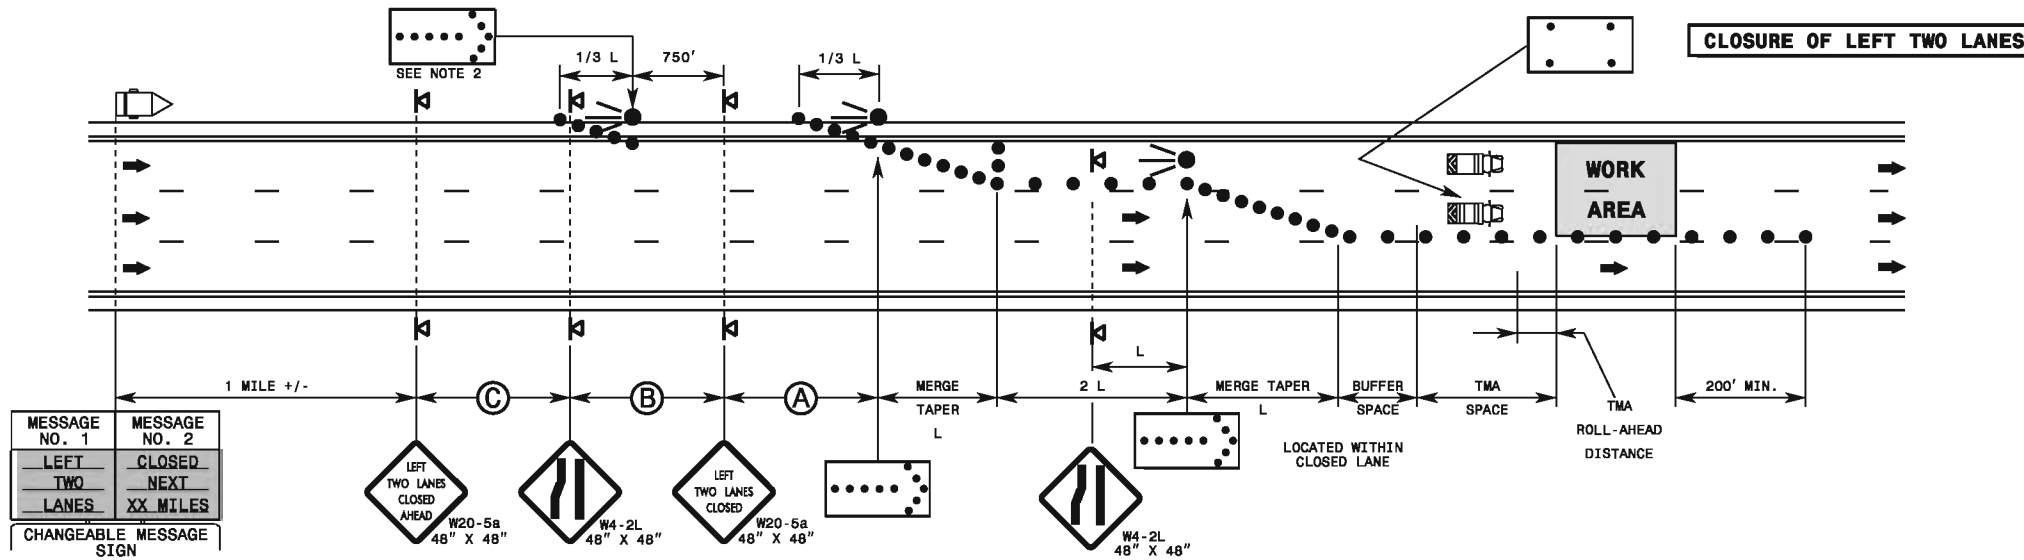 CLOSURE OF LEFT TWO LANES
SEE NOTE 2
1/3 L
750'
1/3 L
WORK
AREA
1 MILE +/-
C
B
A
MERGE
TAPER
L
2 L
L
MERGE TAPER
L
BUFFER
SPACE
TMA
SPACE
200' MIN.
TMA
ROLL-AHEAD
DISTANCE
LOCATED WITHIN
CLOSED LANE
MESSAGE
NO. 1
MESSAGE
NO. 2
LEFT
CLOSED
TWO
NEXT
LANES
XX MILES
CHANGEABLE MESSAGE
SIGN
LEFT
TWO LANES
CLOSED
AHEAD
W20-5a
48" X 48"
W4-2L
48" X 48"
LEFT
TWO LANES
CLOSED
W20-5a
48" X 48"
W4-2L
48" X 48"